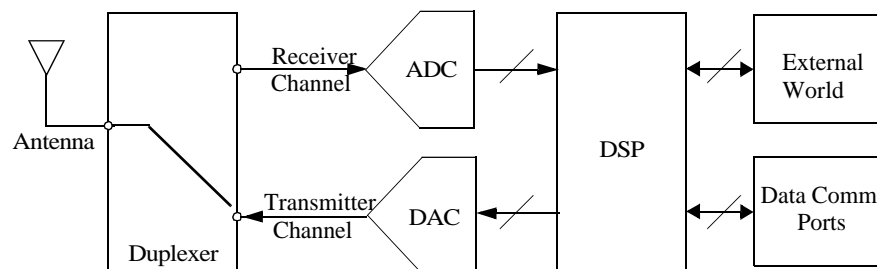 Antenna
Duplexer
Receiver
Channel
ADC
Transmitter
Channel
DAC
DSP
External
World
Data Comm
Ports